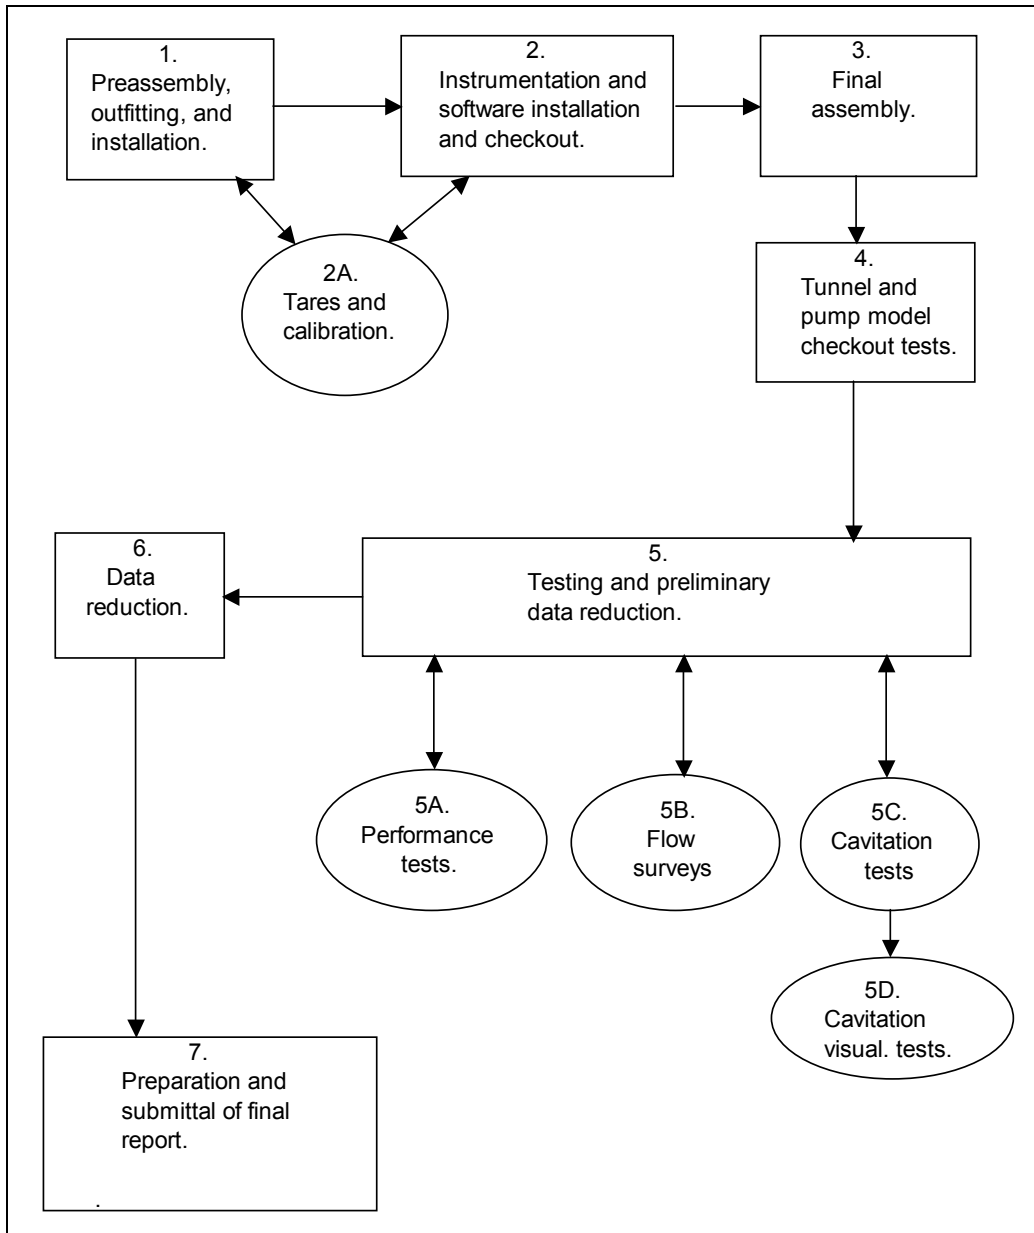 1.
Preassembly,
outfitting, and
installation.
2.
Instrumentation and
software installation
and checkout.
3.
Final
assembly.
2A.
Tares and
calibration.
4.
Tunnel and
pump model
checkout tests.
5.
Testing and preliminary
data reduction.
6.
Data
reduction.
5A.
Performance
tests.
5B.
Flow
surveys
5C.
Cavitation
tests
5D.
Cavitation
visual. tests.
7.
Preparation and
submittal of final
report.
.